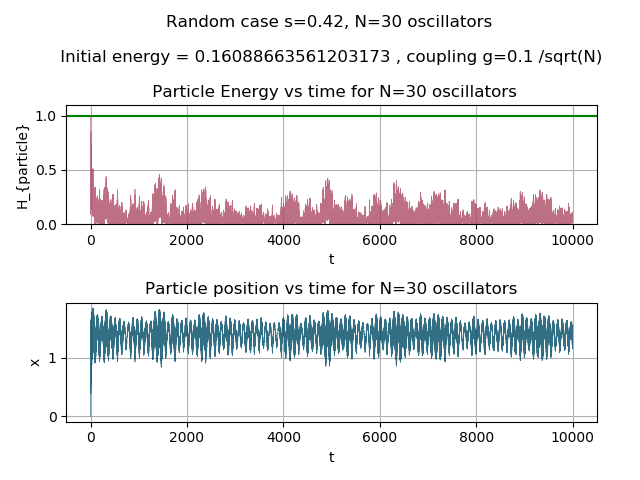 Random case s=0.42, N=30 oscillators
Initial energy = 0.16088663561203173 , coupling g=0.1 /sqrt(N)
Particle Energy vs time for N=30 oscillators
H_{particle}
1.0
0.5
0.0
0 2000 4000 6000 8000 10000
t
Particle position vs time for N=30 oscillators
x
1
0
0 2000 4000 6000 8000 10000
t